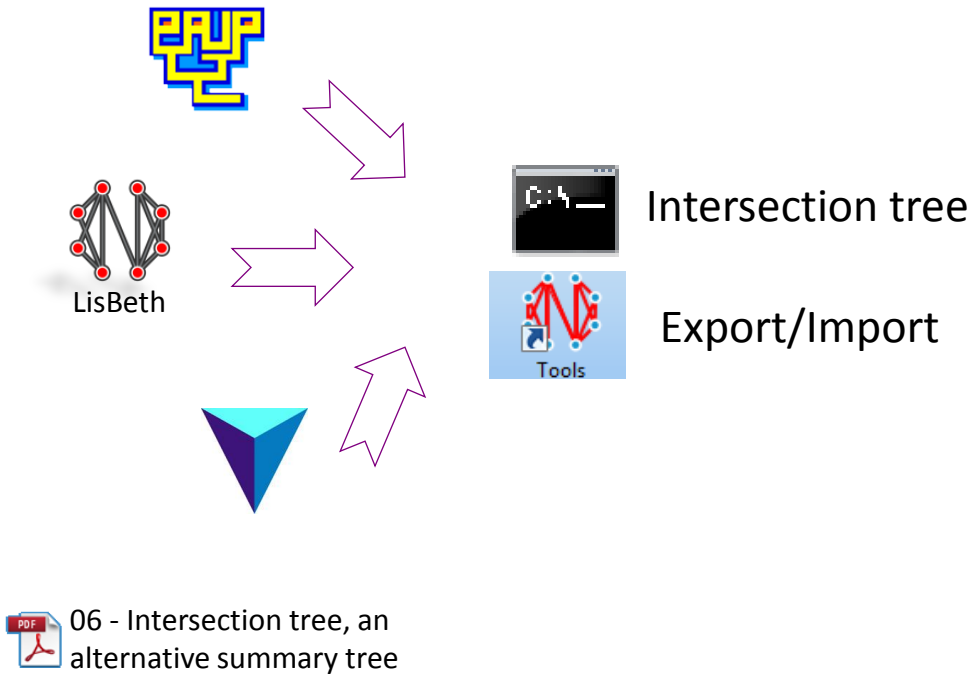 PAUP
C:\_
Intersection tree
LisBeth
Export/Import
Tools
PDF
06 - Intersection tree, an
alternative summary tree